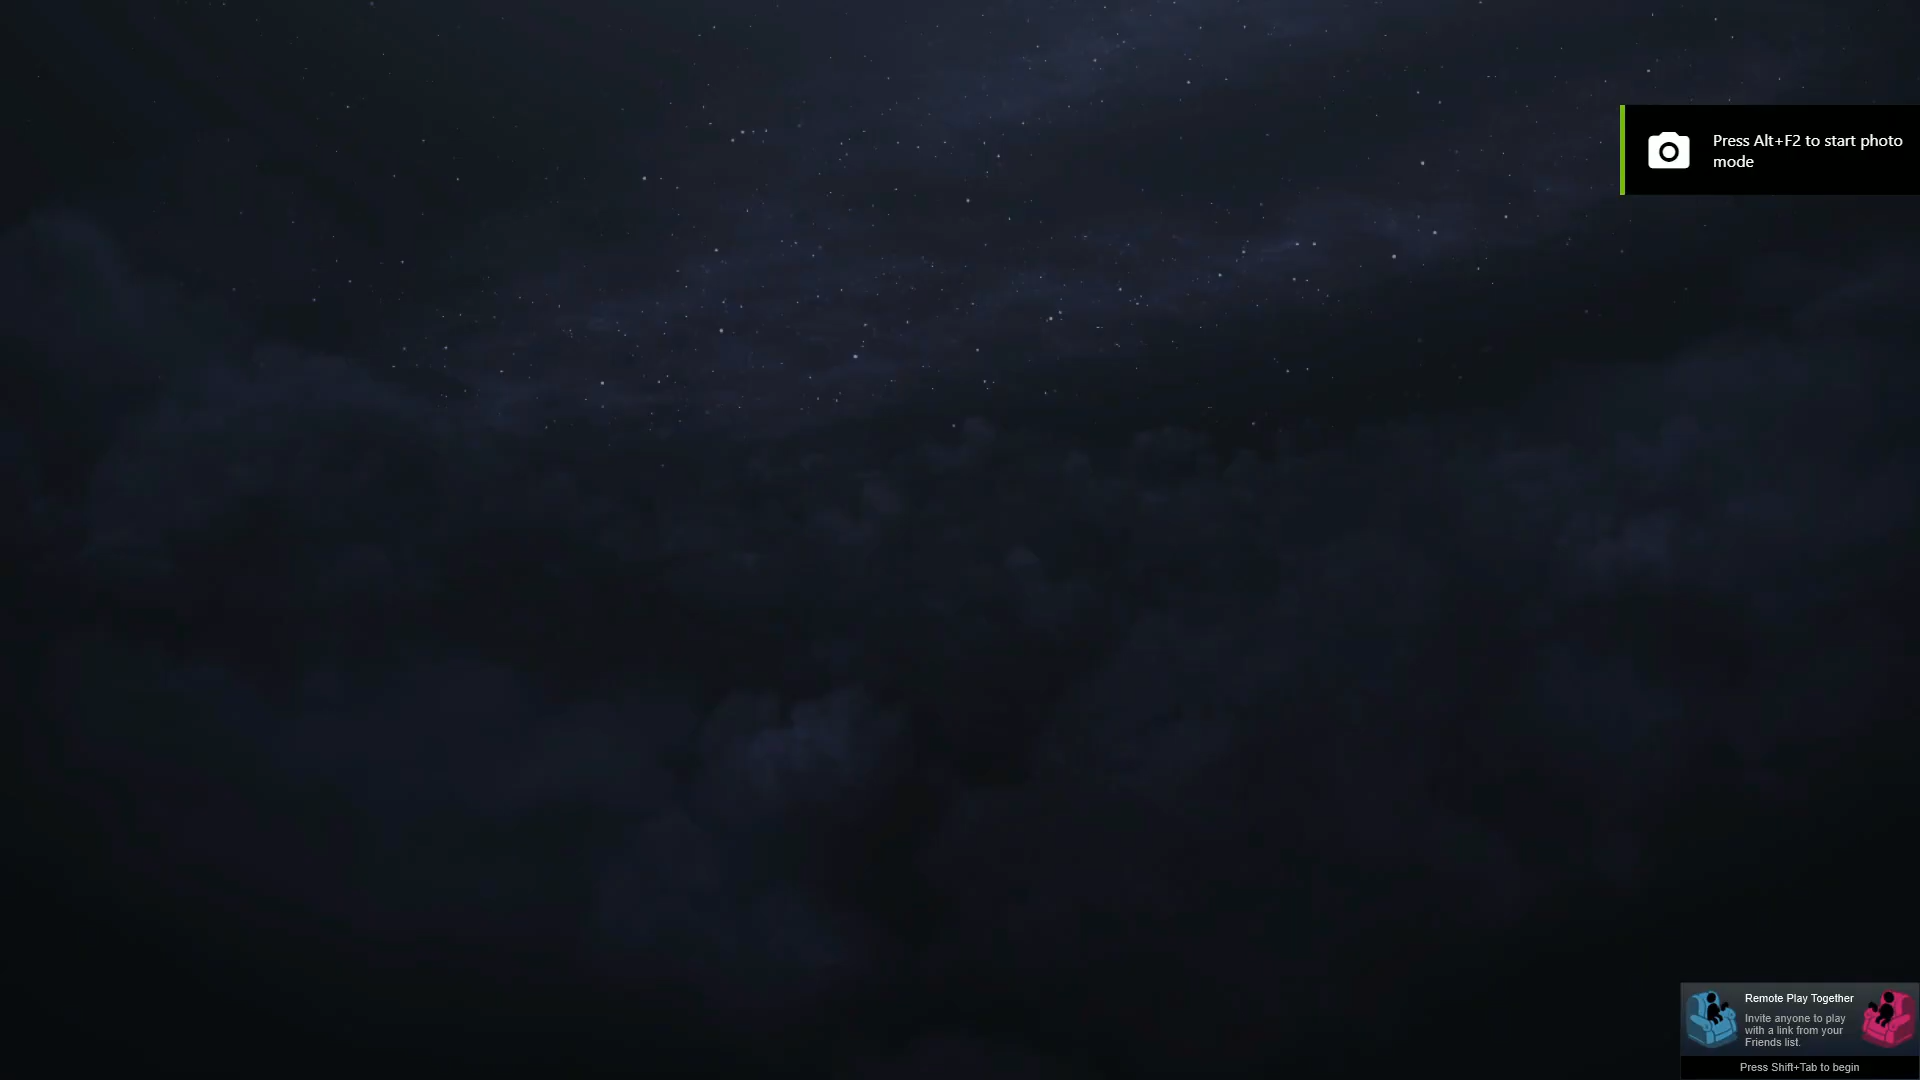 Press Alt+F2 to start photo
mode
Remote Play Together
Invite anyone to play
with a link from your
Friends list.
Press Shift+Tab to begin